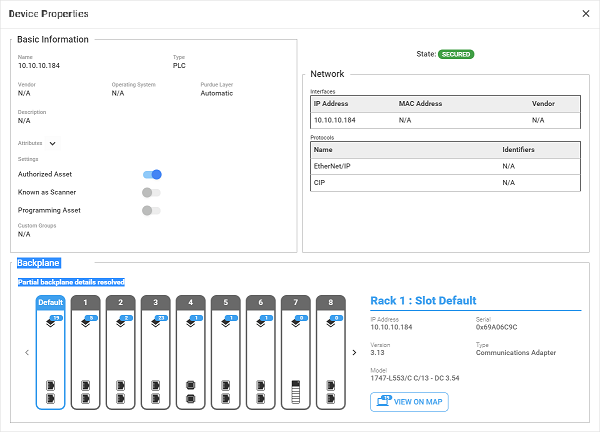 Device Properties
Basic Information
Name
Type
10.10.10.184
PLC
Vendor
Operating System
Purdue Layer
N/A
N/A
Automatic
Description
N/A
Attributes
Settings
Authorized Asset
Known as Scanner
Programming Asset
Custom Groups
N/A
State: SECURED
Network
Interfaces
IP Address MAC Address Vendor
10.10.10.184 N/A N/A
Protocols
Name Identifiers
EtherNet/IP N/A
CIP N/A
Backplane
Partial backplane details resolved
Default 1 2 3 4 5 6 7 8
Rack 1 : Slot Default
IP Address Serial
10.10.10.184 0x69A06C9C
Version Type
3.13 Communications Adapter
Model
1747-L553/C C/13 - DC 3.54
VIEW ON MAP